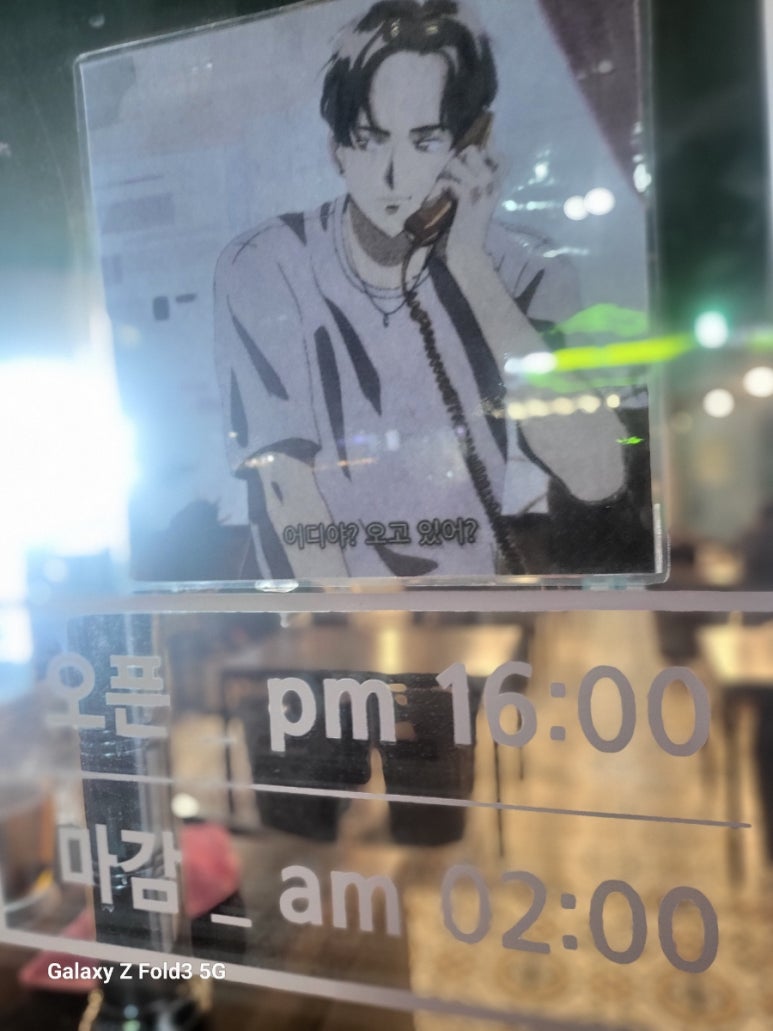 어디야? 오고 있어?
오픈 _ pm 16:00
마감 _ am 02:00
Galaxy Z Fold3 5G